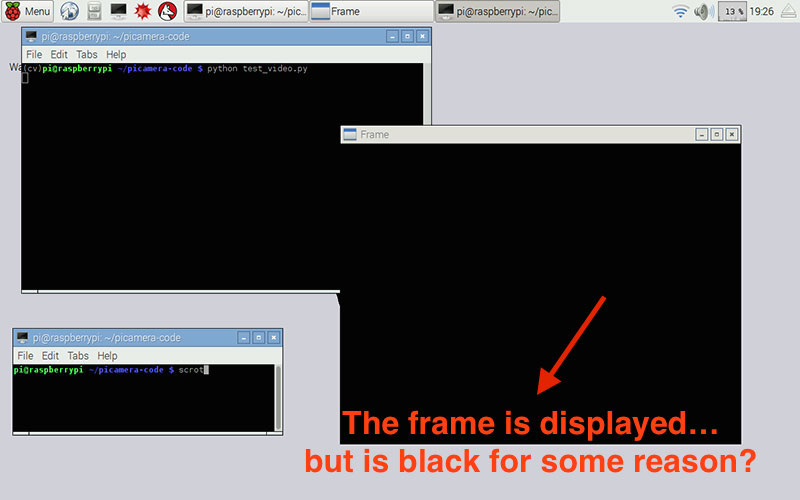 Menu
pi@raspberrypi: ~/pic...
Frame
pi@raspberrypi: ~/pic...
13 %
19:26
pi@raspberrypi: ~/picamera-code
File Edit Tabs Help
(cv)pi@raspberrypi ~/picamera-code $ python test_video.py
Frame
pi@raspberrypi: ~/picamera-code
File Edit Tabs Help
pi@raspberrypi ~/picamera-code $ scrot
The frame is displayed...
but is black for some reason?